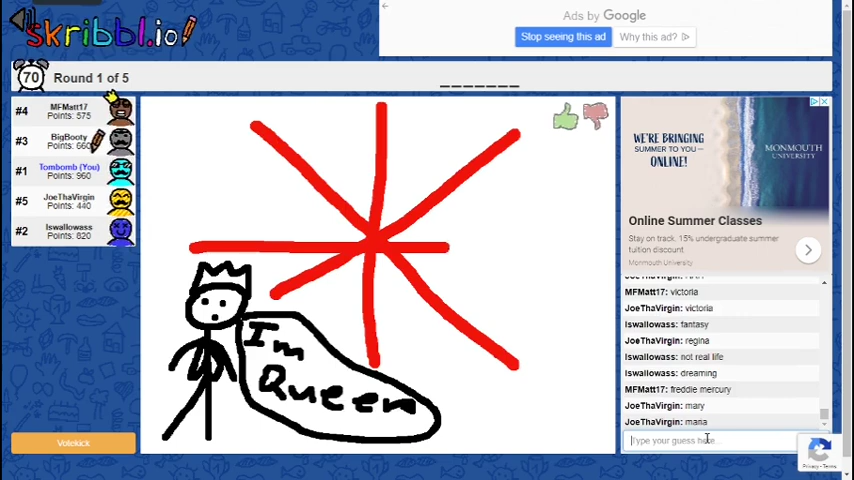 Ads by Google
Stop seeing this ad
Why this ad?
skribbl.io
70
Round 1 of 5
_______
#4
MFMatt17
Points: 575
#3
BigBooty
Points: 660
#1
Tombomb (You)
Points: 960
#5
JoeThaVirgin
Points: 440
#2
Iswallowass
Points: 820
Votekick
I'm
Queen
WE'RE BRINGING
SUMMER TO YOU—
ONLINE!
MONMOUTH
UNIVERSITY
Online Summer Classes
Stay on track, 15% undergraduate summer
tuition discount.
Monmouth University
MFMatt17: victoria
JoeThaVirgin: victoria
Iswallowass: fantasy
JoeThaVirgin: regina
Iswallowass: not real life
Iswallowass: dreaming
MFMatt17: freddie mercury
JoeThaVirgin: mary
JoeThaVirgin: maria
Type your guess here...
Privacy - Terms